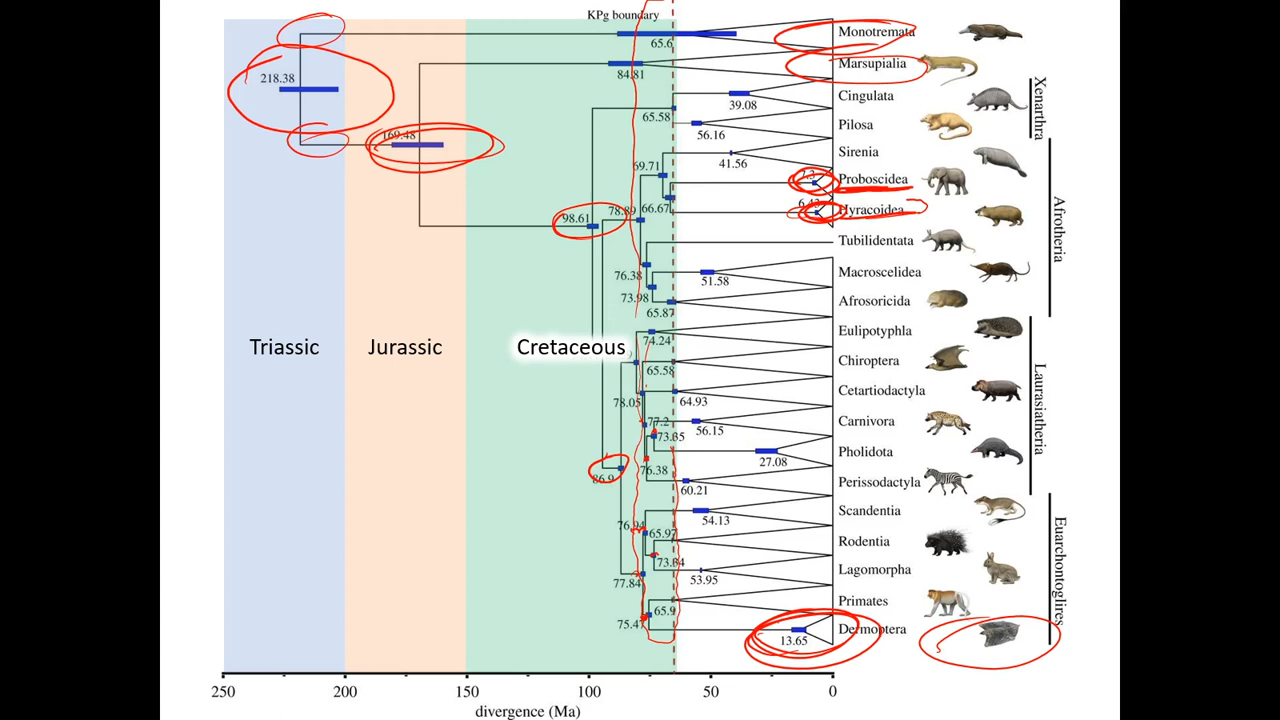 KPg boundary
65.6
Monotremata
218.38
84.81
Marsupialia
39.08
Cingulata
65.58
Xenarthra
56.16
Pilosa
169.48
41.56
Sirenia
69.71
Proboscidea
66.67
Hyracoidea
98.61
78.89
Afrotheria
Tubilidentata
76.38
51.58
Macroscelidea
73.98
65.87
Afrosoricida
74.24
Eulipotyphla
Triassic
Jurassic
Cretaceous
65.58
Chiroptera
78.05
64.93
Cetartiodactyla
Laurasiatheria
77.2
56.15
Carnivora
73.85
27.08
Pholidota
86.9
76.38
60.21
Perissodactyla
54.13
Scandentia
76.94
65.97
Rodentia
73.84
53.95
Lagomorpha
77.84
Euarchontoglires
65.9
Primates
75.47
13.65
Dermoptera
250
200
150
100
50
0
divergence (Ma)